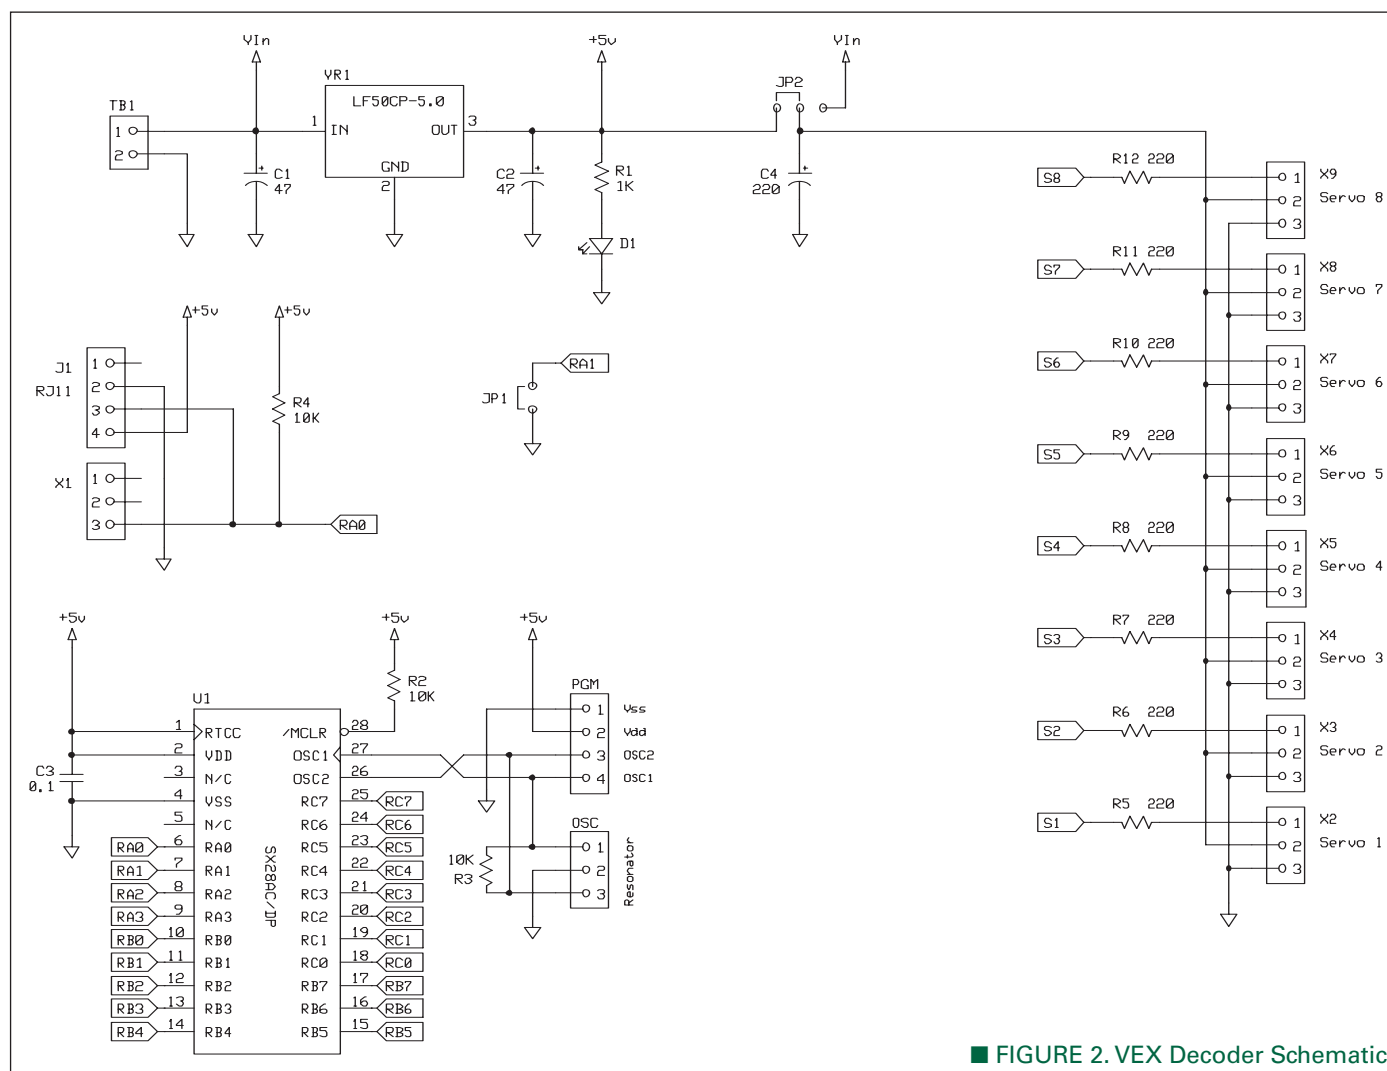 VIn
+5v
VIn
VR1
LF50CP-5.0
JP2
TB1
1
2
1 IN
OUT 3
GND
2
C1
47
C2
47
R1
1K
C4
220
D1
S8
R12 220
1
2
3
X9
Servo 8
S7
R11 220
1
2
3
X8
Servo 7
+5v
+5v
J1
RJ11
1
2
3
4
R4
10K
RA1
JP1
S6
R10 220
1
2
3
X7
Servo 6
X1
1
2
3
RA0
S5
R9 220
1
2
3
X6
Servo 5
S4
R8 220
1
2
3
X5
Servo 4
S3
R7 220
1
2
3
X4
Servo 3
S2
R6 220
1
2
3
X3
Servo 2
S1
R5 220
1
2
3
X2
Servo 1
+5v
+5v
+5v
R2
10K
U1
C3
0.1
SX28AC/DP
1 RTCC
2 VDD
3 N/C
4 VSS
5 N/C
RA0 6 RA0
RA1 7 RA1
RA2 8 RA2
RA3 9 RA3
RB0 10 RB0
RB1 11 RB1
RB2 12 RB2
RB3 13 RB3
RB4 14 RB4
/MCLR 28
OSC1 27
OSC2 26
RC7 25 RC7
RC6 24 RC6
RC5 23 RC5
RC4 22 RC4
RC3 21 RC3
RC2 20 RC2
RC1 19 RC1
RC0 18 RC0
RB7 17 RB7
RB6 16 RB6
RB5 15 RB5
PGM
1 Vss
2 Vdd
3 OSC2
4 OSC1
OSC
1
2
3
Resonator
10K
R3
■ FIGURE 2. VEX Decoder Schematic